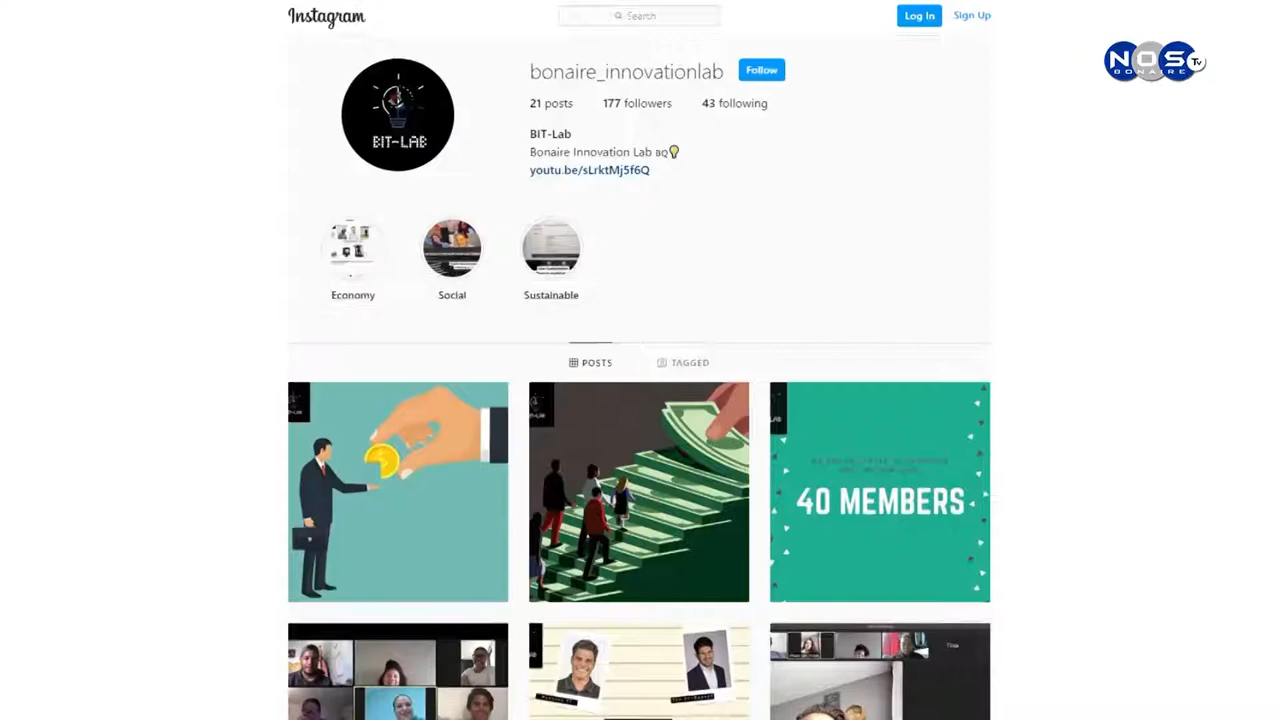 Instagram
Search
Log In
Sign Up
NOS TV
BONAIRE
bonaire_innovationlab
Follow
21 posts
177 followers
43 following
BIT-LAB
BIT-Lab
Bonaire Innovation Lab BQ
youtu.be/sLrktMj5f6Q
Economy
Social
Sustainable
POSTS
TAGGED
40 MEMBERS